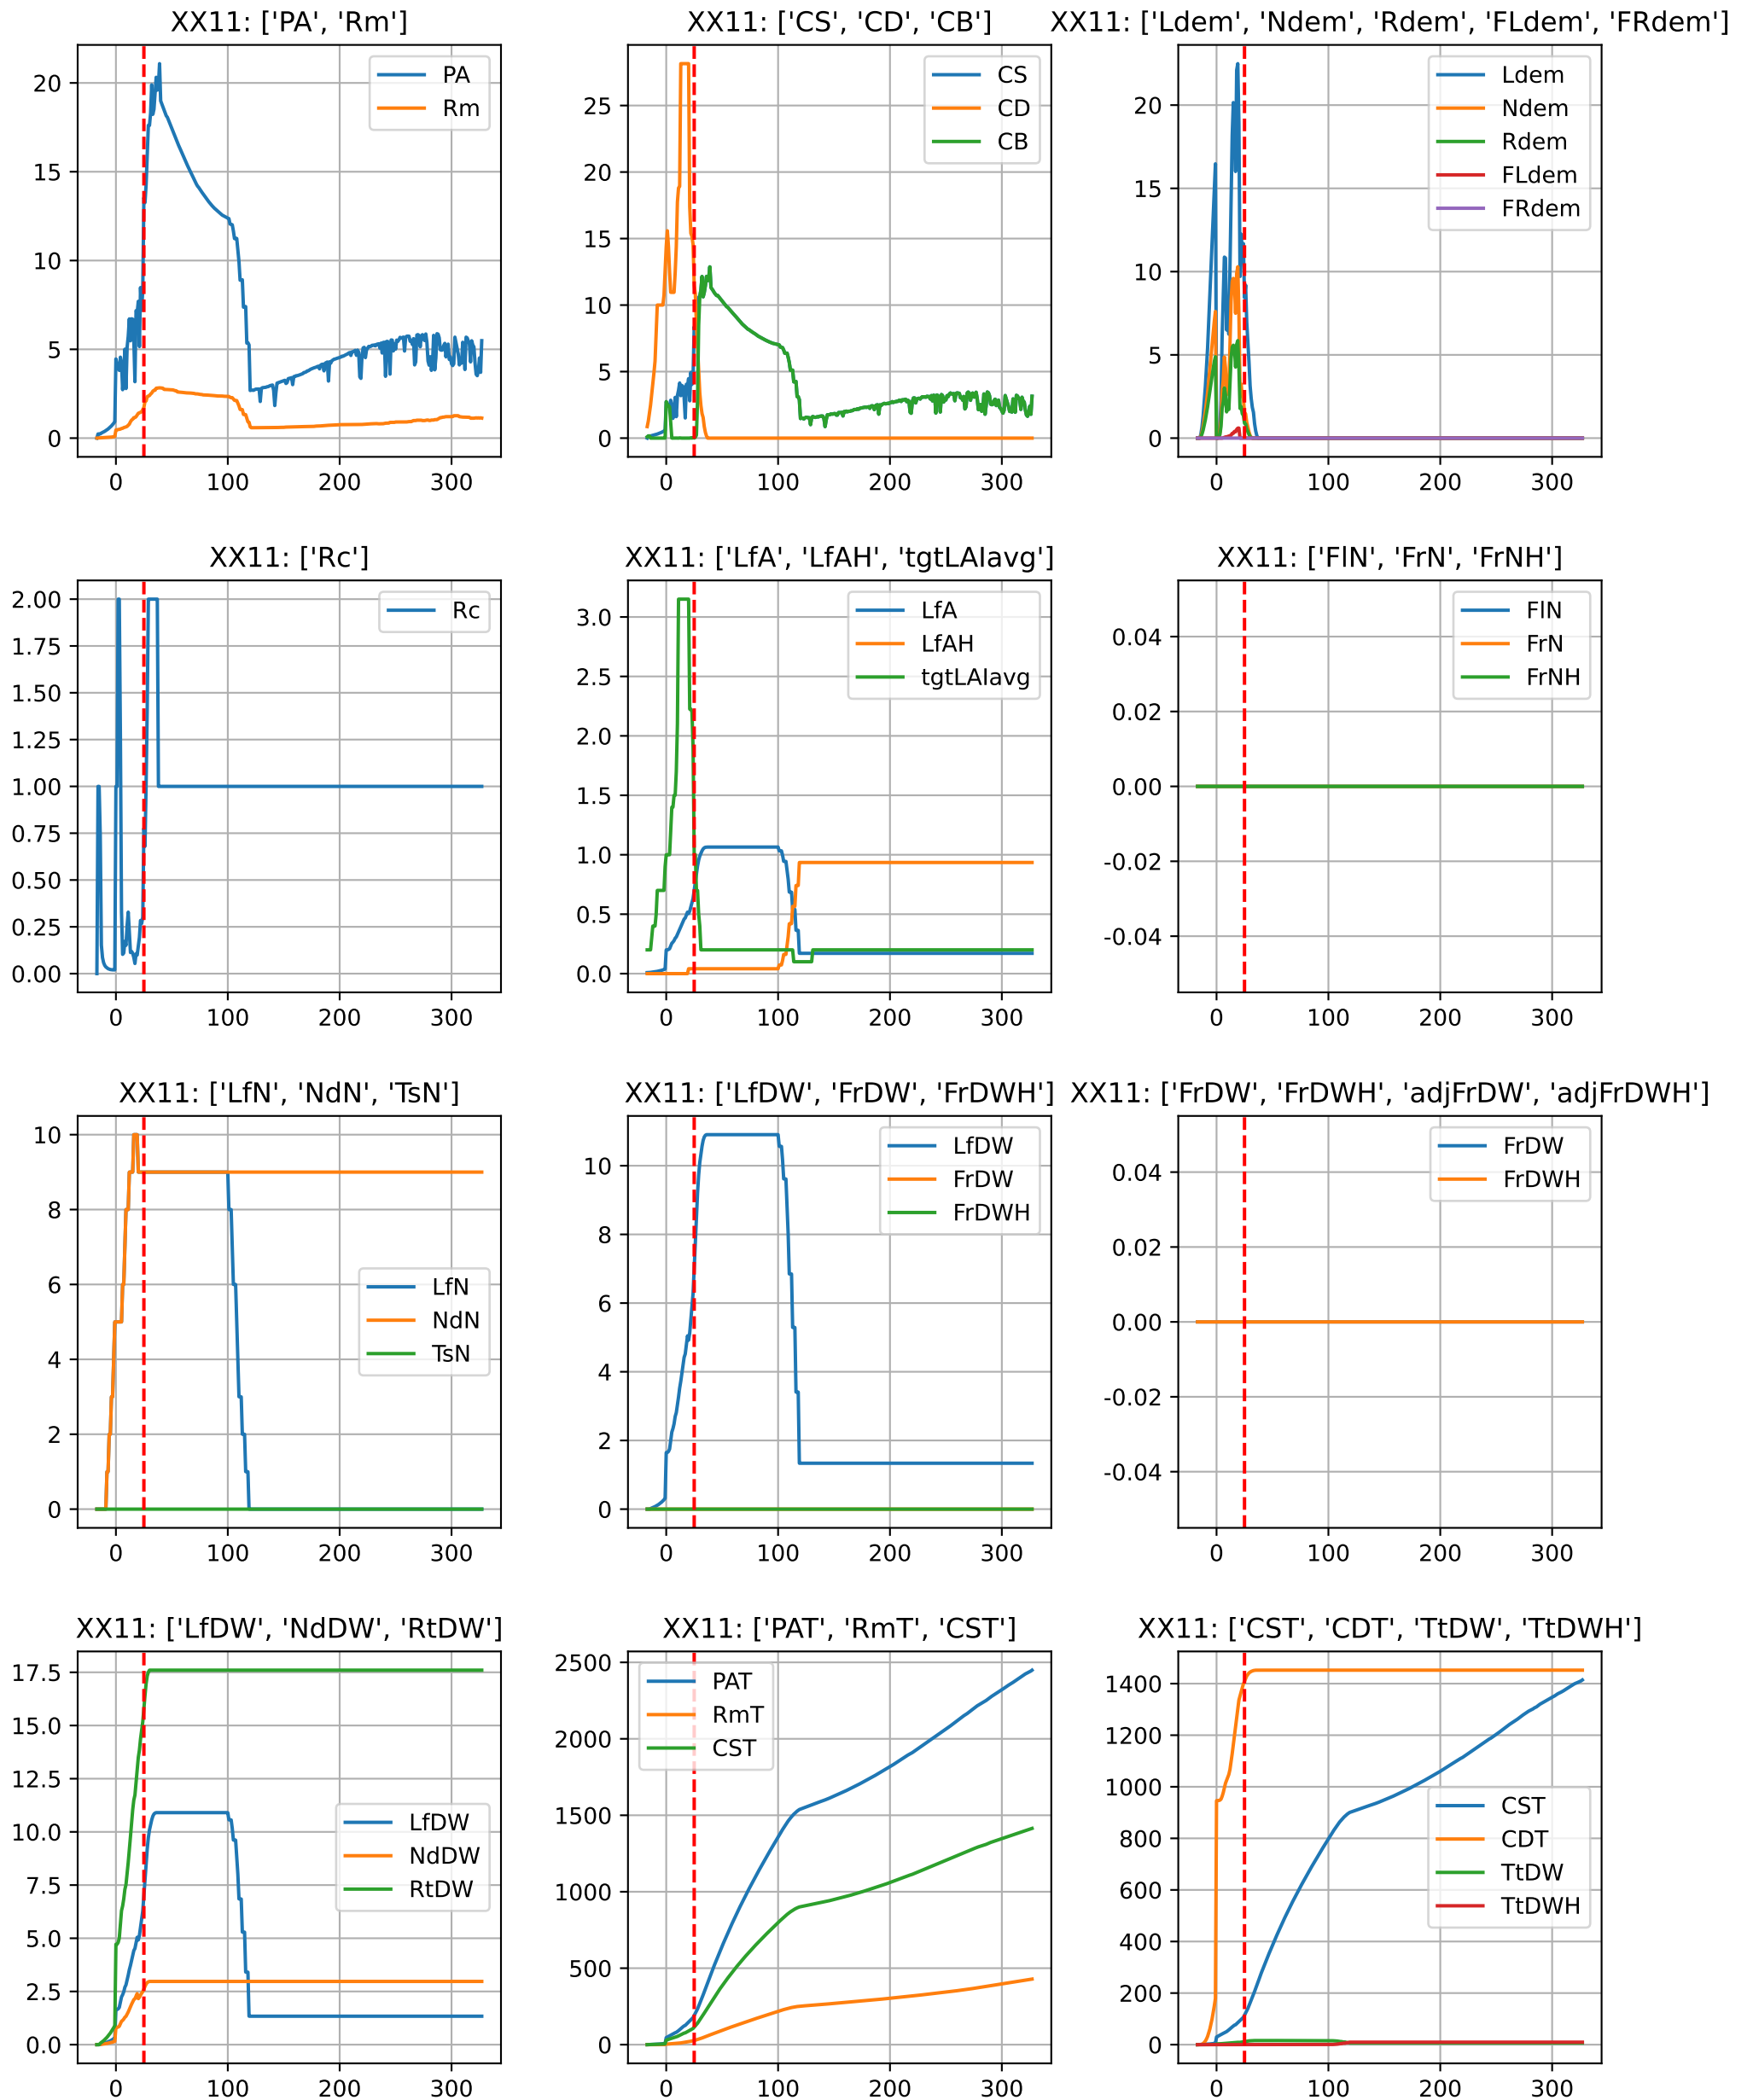 XX11: ['PA', 'Rm']
PA
Rm
20
15
10
5
0
0 100 200 300
XX11: ['CS', 'CD', 'CB']
CS
CD
CB
25
20
15
10
5
0
0 100 200 300
XX11: ['Ldem', 'Ndem', 'Rdem', 'FLdem', 'FRdem']
Ldem
Ndem
Rdem
FLdem
FRdem
20
15
10
5
0
0 100 200 300
XX11: ['Rc']
Rc
2.00
1.75
1.50
1.25
1.00
0.75
0.50
0.25
0.00
0 100 200 300
XX11: ['LfA', 'LfAH', 'tgtLAIavg']
LfA
LfAH
tgtLAIavg
3.0
2.5
2.0
1.5
1.0
0.5
0.0
0 100 200 300
XX11: ['FlN', 'FrN', 'FrNH']
FlN
FrN
FrNH
0.04
0.02
0.00
-0.02
-0.04
0 100 200 300
XX11: ['LfN', 'NdN', 'TsN']
LfN
NdN
TsN
10
8
6
4
2
0
0 100 200 300
XX11: ['LfDW', 'FrDW', 'FrDWH']
LfDW
FrDW
FrDWH
10
8
6
4
2
0
0 100 200 300
XX11: ['FrDW', 'FrDWH', 'adjFrDW', 'adjFrDWH']
FrDW
FrDWH
0.04
0.02
0.00
-0.02
-0.04
0 100 200 300
XX11: ['LfDW', 'NdDW', 'RtDW']
LfDW
NdDW
RtDW
17.5
15.0
12.5
10.0
7.5
5.0
2.5
0.0
0 100 200 300
XX11: ['PAT', 'RmT', 'CST']
PAT
RmT
CST
2500
2000
1500
1000
500
0
0 100 200 300
XX11: ['CST', 'CDT', 'TtDW', 'TtDWH']
CST
CDT
TtDW
TtDWH
1400
1200
1000
800
600
400
200
0
0 100 200 300